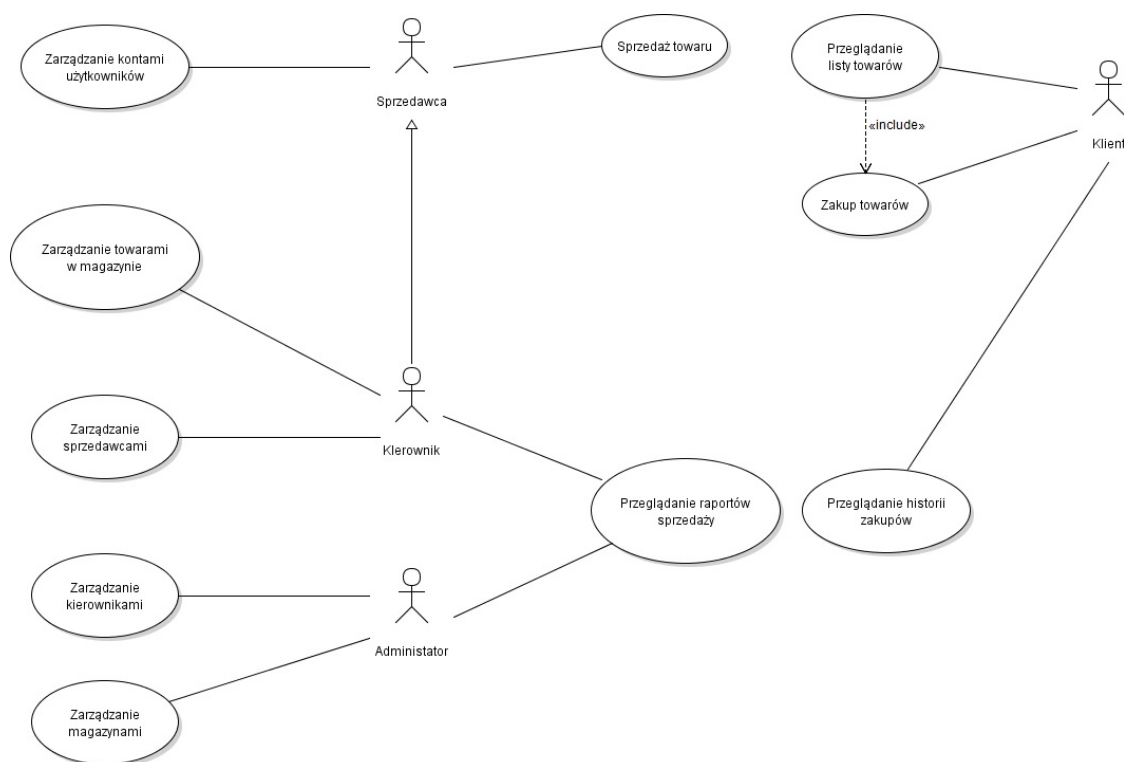 Zarządzanie kontami
użytkowników
Sprzedawca
Sprzedaż towaru
Przeglądanie
listy towarów
«include»
Klient
Zakup towarów
Zarządzanie towarami
w magazynie
Zarządzanie
sprzedawcami
KIerownik
Przeglądanie raportów
sprzedaży
Przeglądanie historii
zakupów
Zarządzanie
kierownikami
Administator
Zarządzanie
magazynami